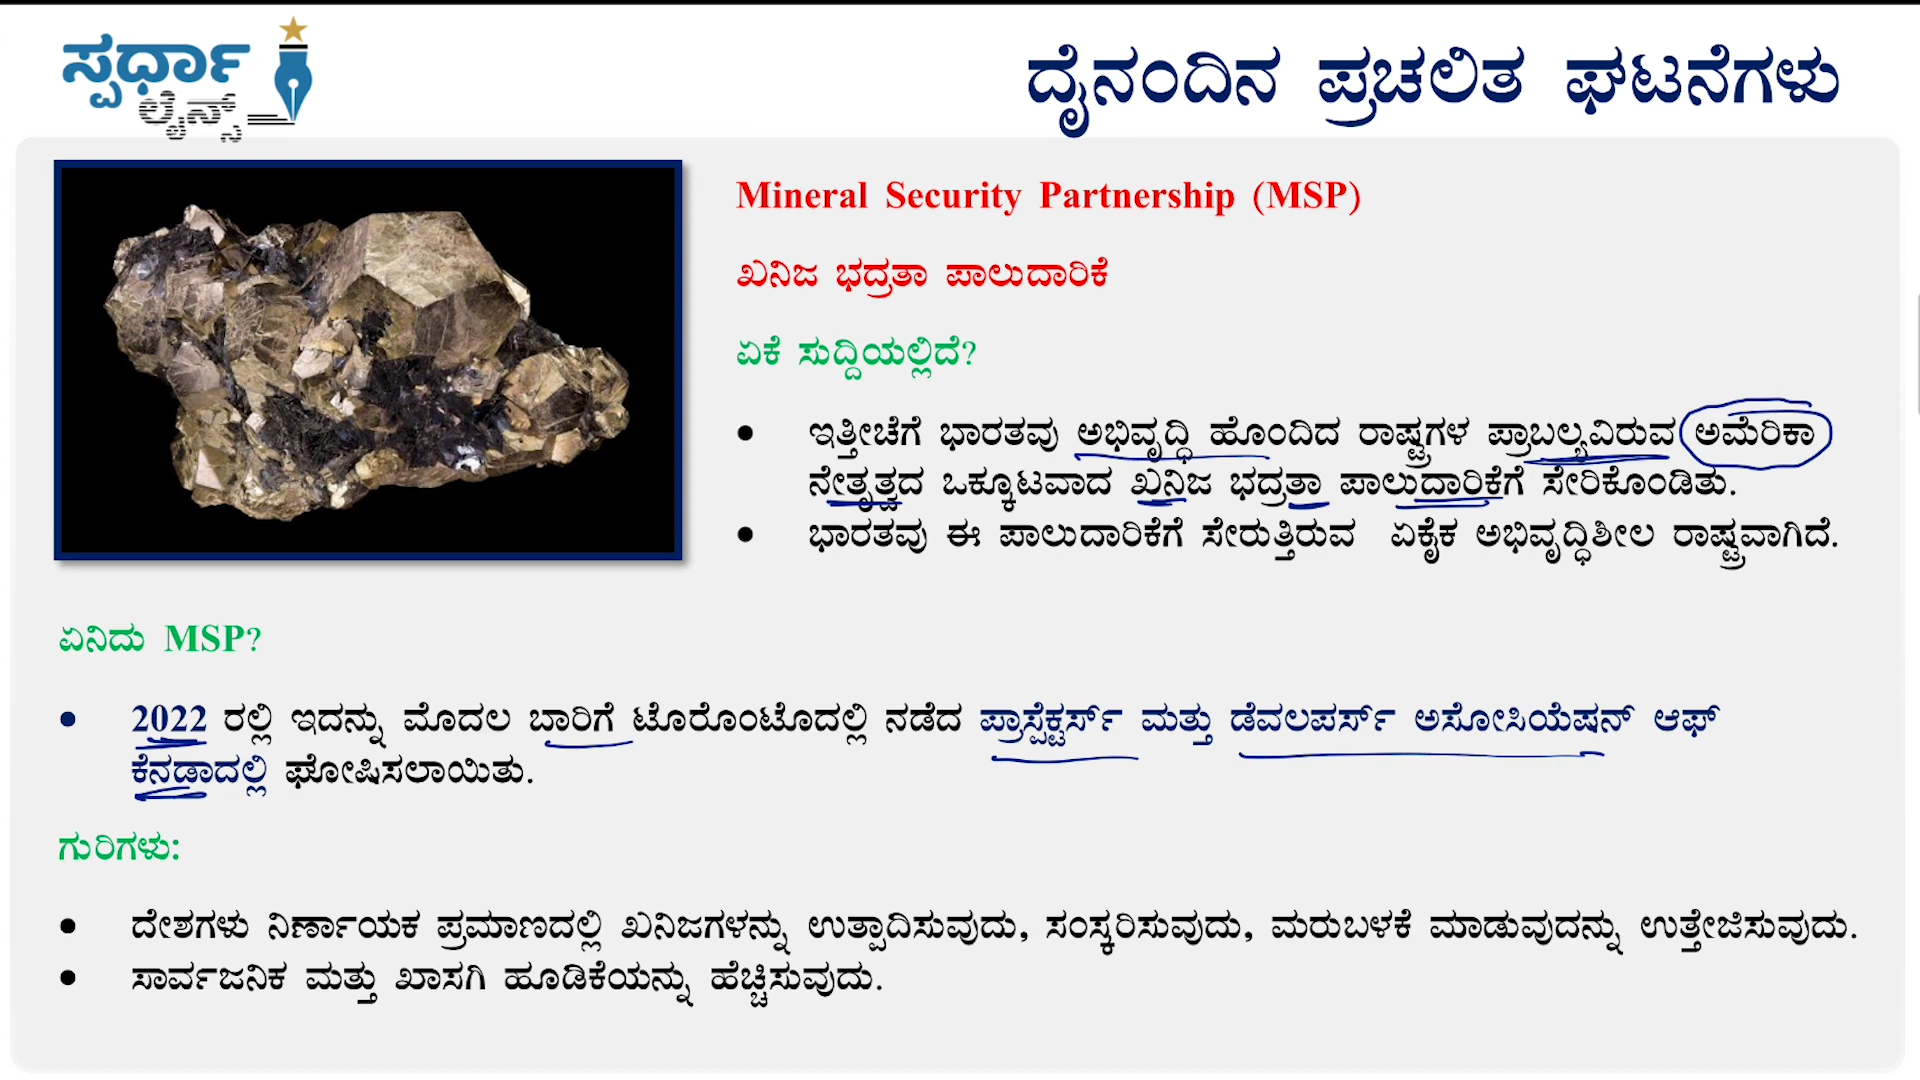 ಸ್ಪರ್ಧಾ
ಲೈನ್ಸ್
ದೈನಂದಿನ ಪ್ರಚಲಿತ ಘಟನೆಗಳು
Mineral Security Partnership (MSP)
ಖನಿಜ ಭದ್ರತಾ ಪಾಲುದಾರಿಕೆ
ಏಕೆ ಸುದ್ದಿಯಲ್ಲಿದೆ?
• ಇತ್ತೀಚೆಗೆ ಭಾರತವು ಅಭಿವೃದ್ಧಿ ಹೊಂದಿದ ರಾಷ್ಟ್ರಗಳ ಪ್ರಾಬಲ್ಯವಿರುವ ಅಮೆರಿಕಾ
ನೇತೃತ್ವದ ಒಕ್ಕೂಟವಾದ ಖನಿಜ ಭದ್ರತಾ ಪಾಲುದಾರಿಕೆಗೆ ಸೇರಿಕೊಂಡಿತು.
• ಭಾರತವು ಈ ಪಾಲುದಾರಿಕೆಗೆ ಸೇರುತ್ತಿರುವ ಏಕೈಕ ಅಭಿವೃದ್ಧಿಶೀಲ ರಾಷ್ಟ್ರವಾಗಿದೆ.
ಏನಿದು MSP?
• 2022 ರಲ್ಲಿ ಇದನ್ನು ಮೊದಲ ಬಾರಿಗೆ ಟೊರೊಂಟೊದಲ್ಲಿ ನಡೆದ ಪ್ರಾಸ್ಪೆಕ್ಟರ್ಸ್ ಮತ್ತು ಡೆವಲಪರ್ಸ್ ಅಸೋಸಿಯೆಷನ್ ಆಫ್
ಕೆನಡಾದಲ್ಲಿ ಘೋಷಿಸಲಾಯಿತು.
ಗುರಿಗಳು:
• ದೇಶಗಳು ನಿರ್ಣಾಯಕ ಪ್ರಮಾಣದಲ್ಲಿ ಖನಿಜಗಳನ್ನು ಉತ್ಪಾದಿಸುವುದು, ಸಂಸ್ಕರಿಸುವುದು, ಮರುಬಳಕೆ ಮಾಡುವುದನ್ನು ಉತ್ತೇಜಿಸುವುದು.
• ಸಾರ್ವಜನಿಕ ಮತ್ತು ಖಾಸಗಿ ಹೂಡಿಕೆಯನ್ನು ಹೆಚ್ಚಿಸುವುದು.